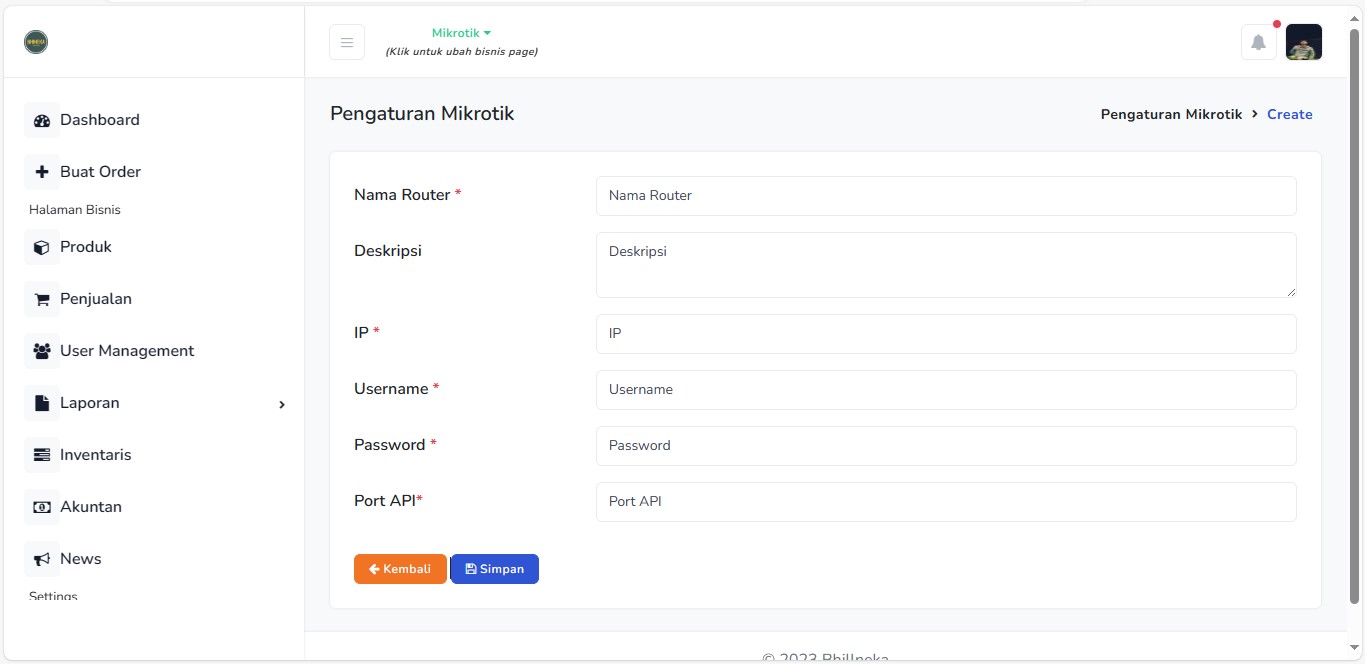 Mikrotik
(Klik untuk ubah bisnis page)
Dashboard
Buat Order
Halaman Bisnis
Produk
Penjualan
User Management
Laporan
Inventaris
Akuntan
News
Settings
Pengaturan Mikrotik
Pengaturan Mikrotik > Create
Nama Router *
Nama Router
Deskripsi
Deskripsi
IP *
IP
Username *
Username
Password *
Password
Port API*
Port API
Kembali
Simpan
© 2023 BhilIneka